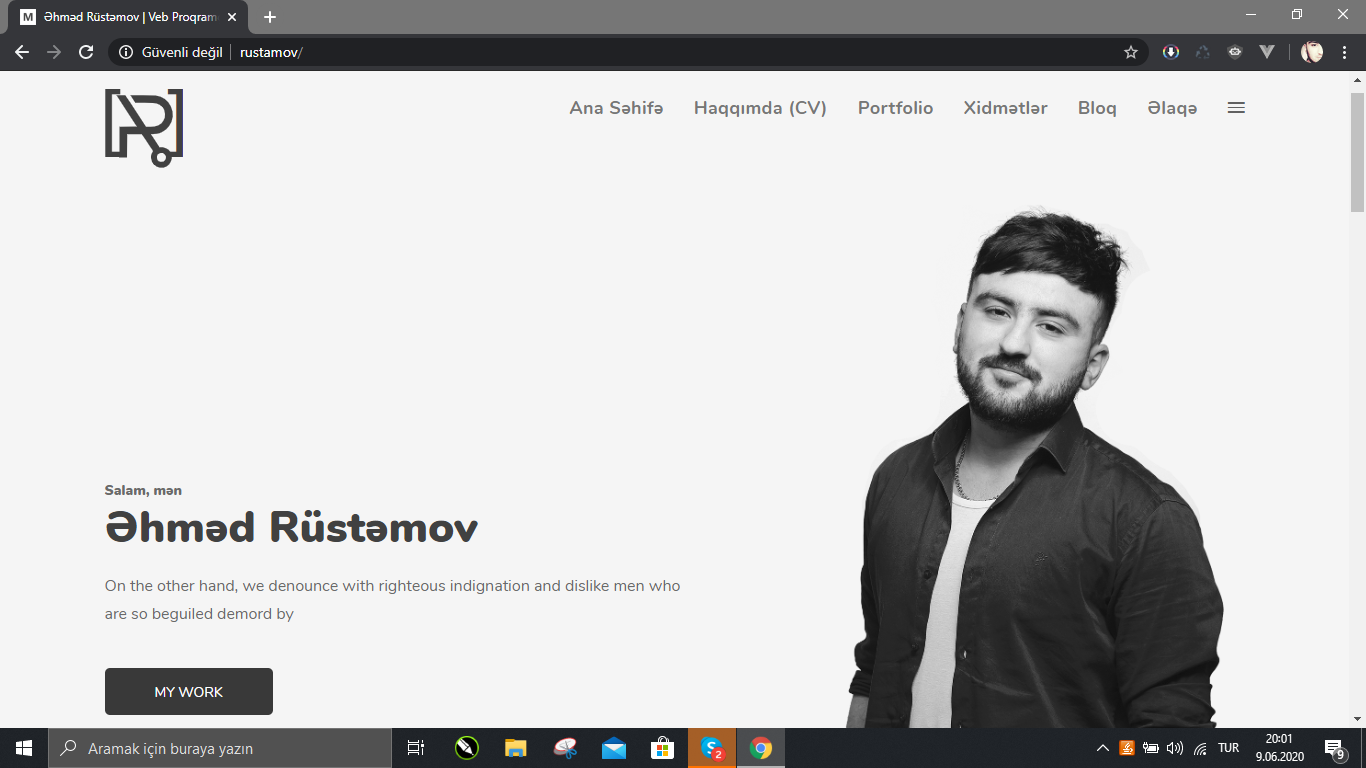 M
Əhməd Rüstəmov | Veb Proqram
Güvenli değil
rustamov/
Ana Səhifə
Haqqımda (CV)
Portfolio
Xidmətlər
Bloq
Əlaqə
Salam, mən
Əhməd Rüstəmov
On the other hand, we denounce with righteous indignation and dislike men who
are so beguiled demord by
MY WORK
Aramak için buraya yazın
2
TUR
20:01
9.06.2020
9